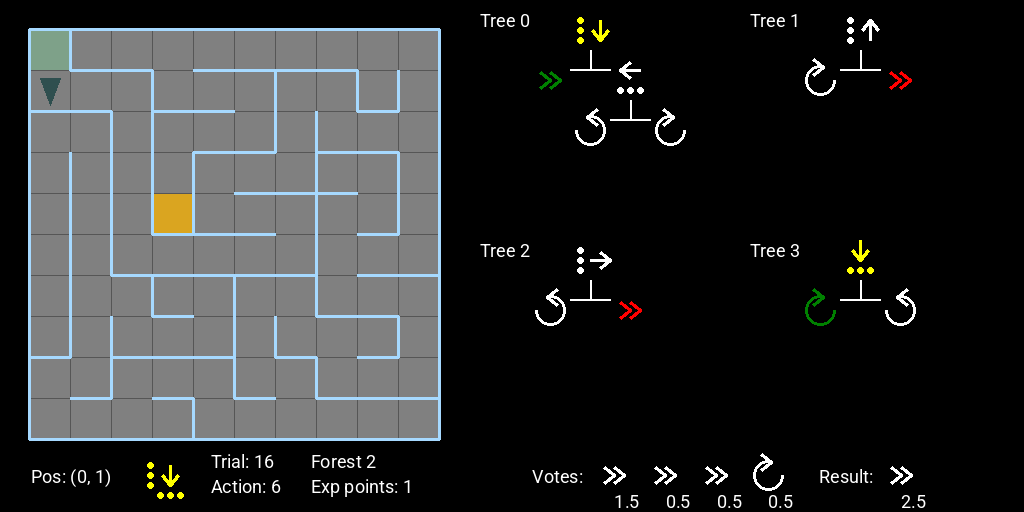 Tree 0
Tree 1
Tree 2
Tree 3
Pos: (0, 1)
Trial: 16
Forest 2
Action: 6
Exp points: 1
Votes:
1.5
0.5
0.5
0.5
Result:
2.5